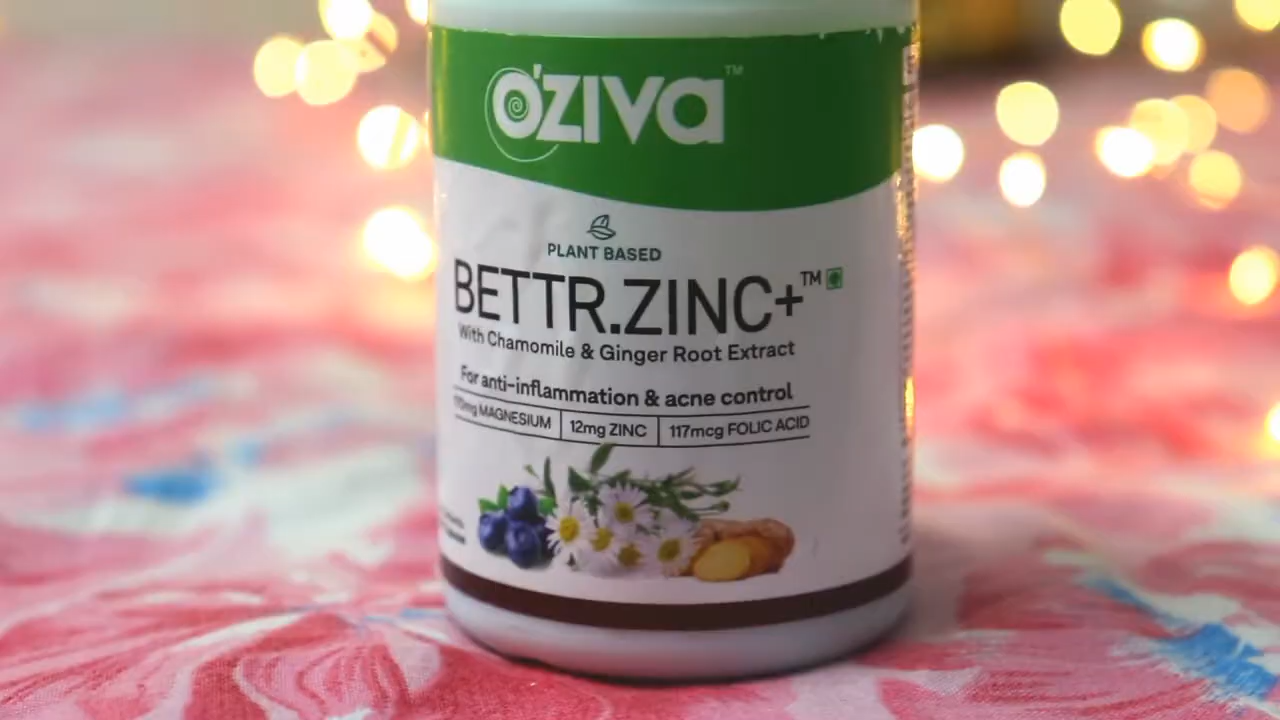 O'ZIVA™
PLANT BASED
BETTR.ZINC+™
With Chamomile & Ginger Root Extract
For anti-inflammation & acne control
MAGNESIUM 12mg ZINC 117mcg FOLIC ACID